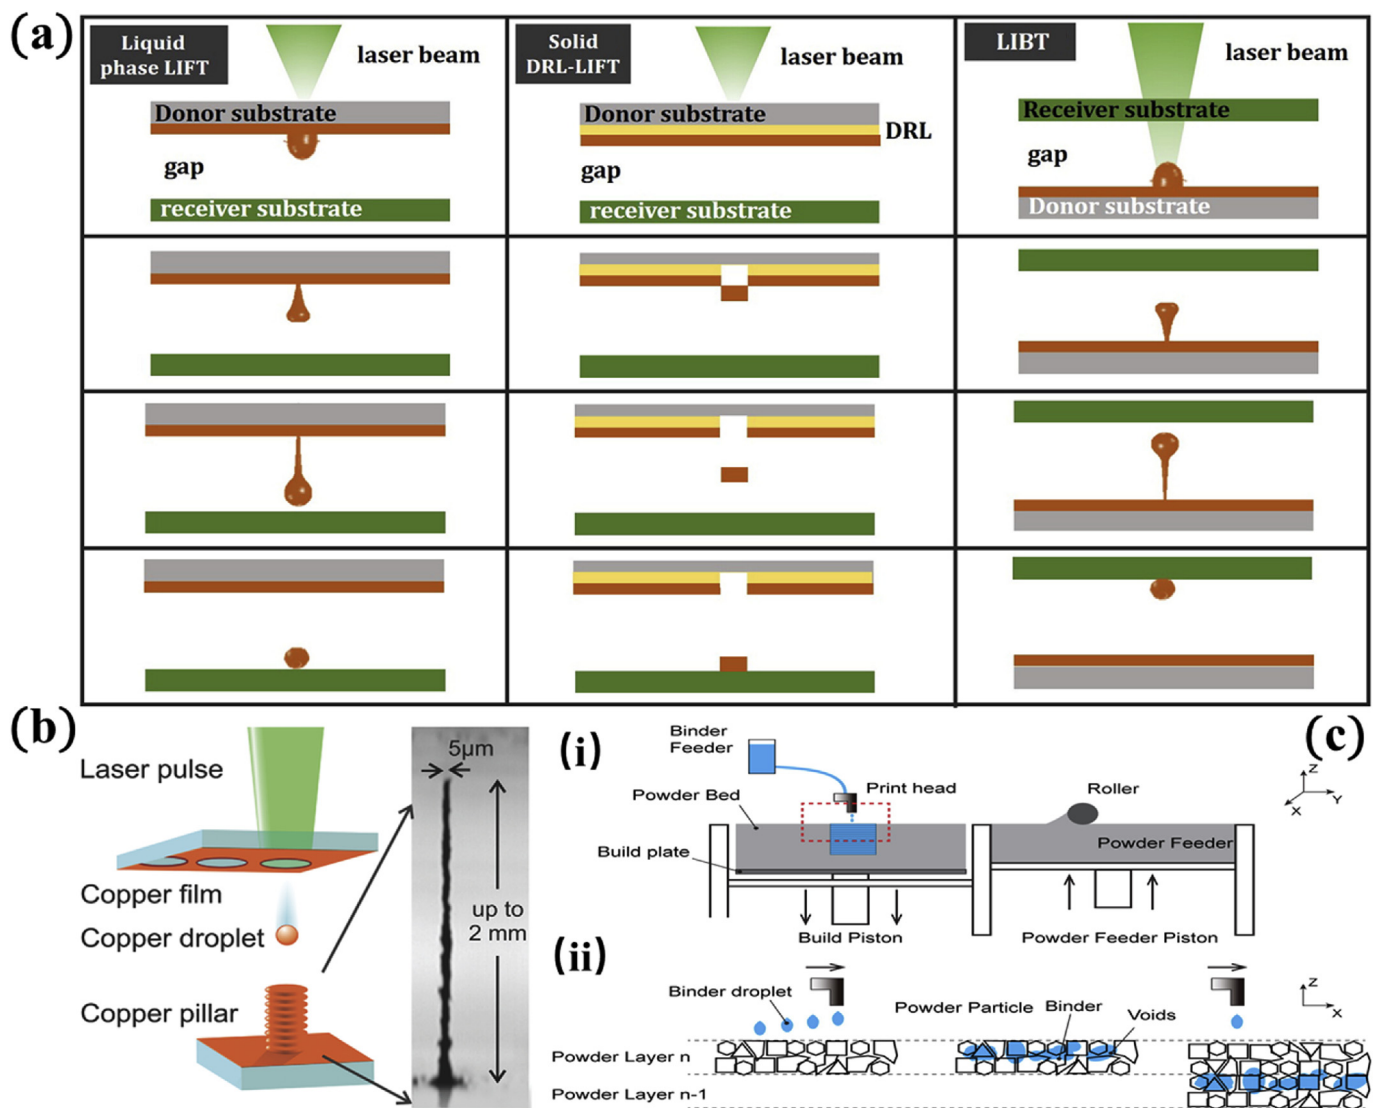 (a)
Liquid
phase LIFT
laser beam
Donor substrate
gap
receiver substrate
Solid
DRL-LIFT
laser beam
Donor substrate
DRL
gap
receiver substrate
LIBT
laser beam
Receiver substrate
gap
Donor substrate
(b)
Laser pulse
Copper film
Copper droplet
Copper pillar
5μm
up to
2 mm
(c)
(i)
Binder
Feeder
Print head
Powder Bed
Build plate
Build Piston
Roller
Powder Feeder
Powder Feeder Piston
Z
Y
X
(ii)
Binder droplet
Powder Particle
Binder
Voids
Z
X
Powder Layer n
Powder Layer n-1